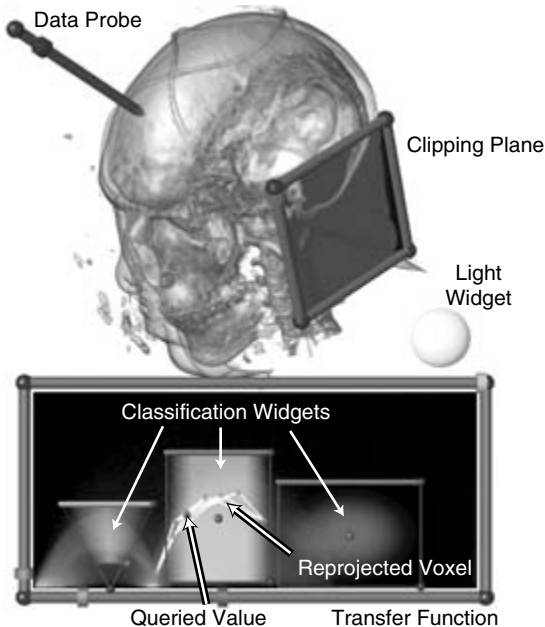 Data Probe
Clipping Plane
Light
Widget
Classification Widgets
Reprojected Voxel
Queried Value
Transfer Function